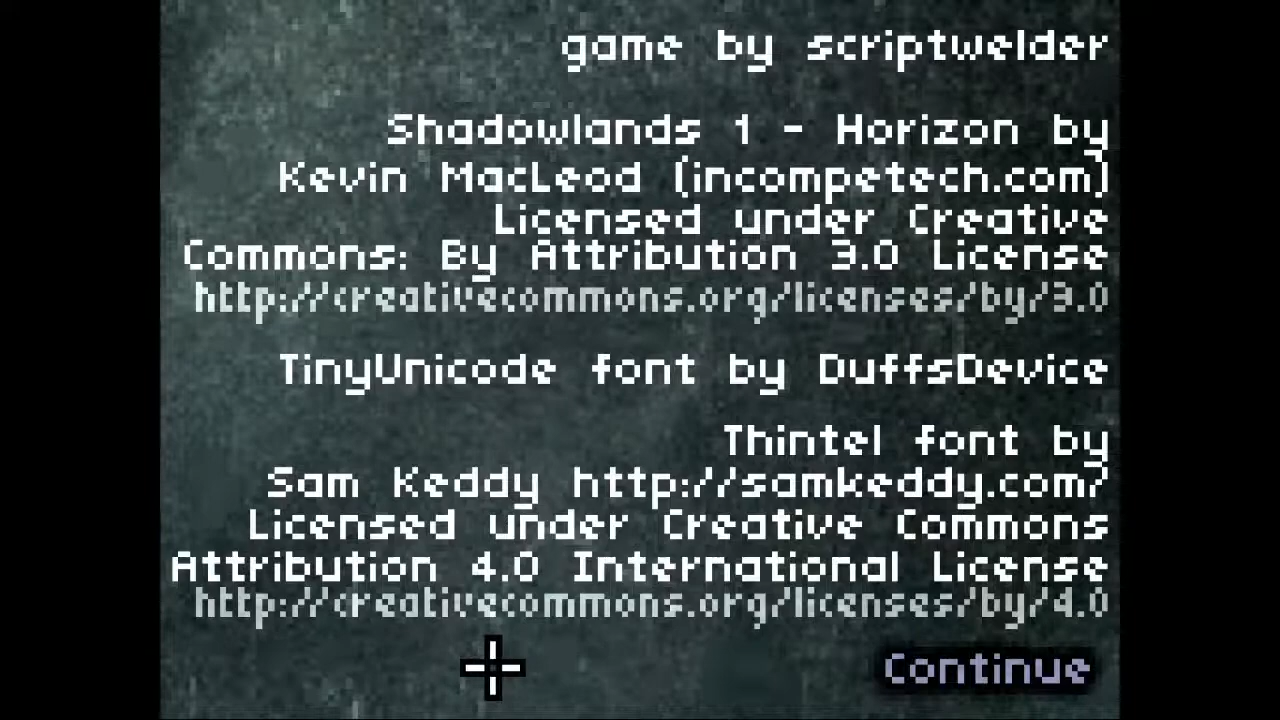 game by scriptwelder
Shadowlands 1 - Horizon by
Kevin MacLeod (incompetech.com)
Licensed under Creative
Commons: By Attribution 3.0 License
http://creativecommons.org/licenses/by/3.0
TinyUnicode font by DuffsDevice
Thintel font by
Sam Keddy http://samkeddy.com/
Licensed under Creative Commons
Attribution 4.0 International License
http://creativecommons.org/licenses/by/4.0
Continue